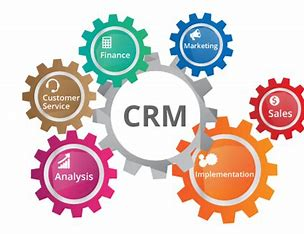 Finance
Marketing
Customer
Service
CRM
Sales
Analysis
Implementation